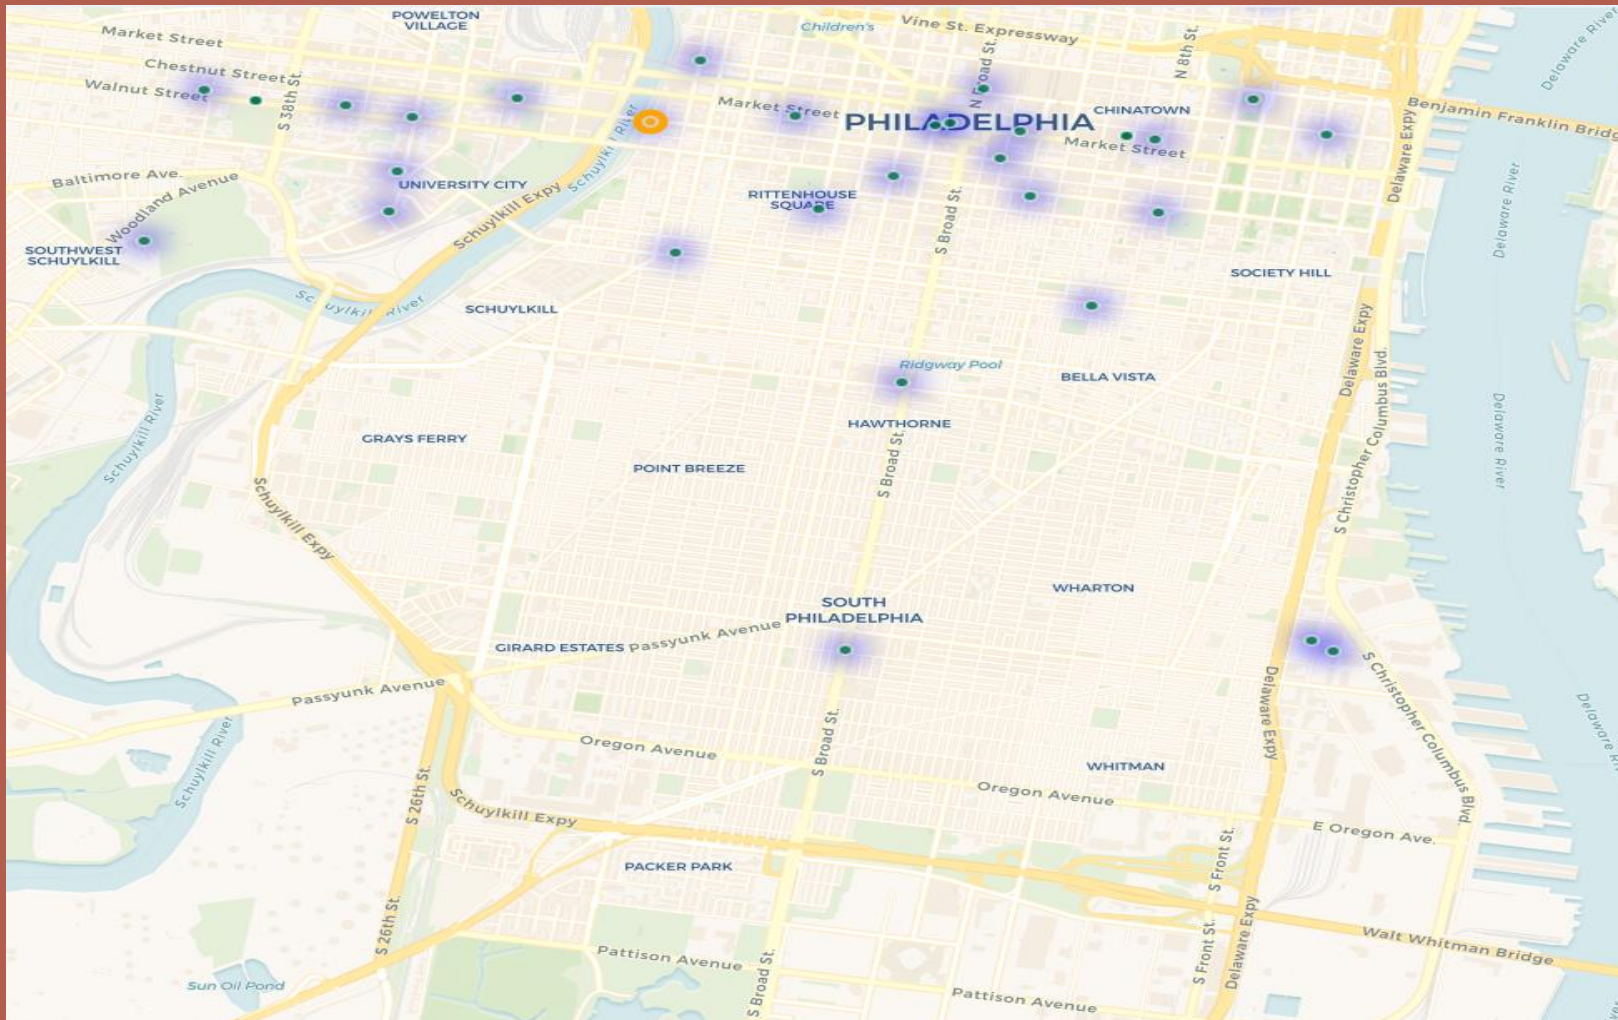 POWELTON
VILLAGE
Children's
Vine St. Expressway
N 8th St.
Delaware River
Market Street
Chestnut Street
Walnut Street
S 38th St.
N Broad St.
Market Street
PHILADELPHIA
CHINATOWN
Market Street
Benjamin Franklin Bridg
Delaware Expy
Schuylkill River
Baltimore Ave.
Woodland Avenue
UNIVERSITY CITY
Schuylkill Expy
RITTENHOUSE
SQUARE
S Broad St.
Delaware River
SOUTHWEST
SCHUYLKILL
SOCIETY HILL
Schuylkill River
SCHUYLKILL
Delaware Expy
Ridgway Pool
BELLA VISTA
S Christopher Columbus Blvd.
Schuylkill River
HAWTHORNE
GRAYS FERRY
POINT BREEZE
S Broad St.
Delaware River
Schuylkill Expy
WHARTON
SOUTH
PHILADELPHIA
GIRARD ESTATES
Passyunk Avenue
Passyunk Avenue
Delaware Expy
S Christopher Columbus Blvd.
Schuylkill River
Oregon Avenue
S Broad St.
WHITMAN
Oregon Avenue
S 26th St.
Schuylkill Expy
E Oregon Ave.
PACKER PARK
S Front St.
S 26th St.
Walt Whitman Bridge
Pattison Avenue
S Front St.
Delaware Expy
Sun Oil Pond
S Broad St.
Pattison Avenue